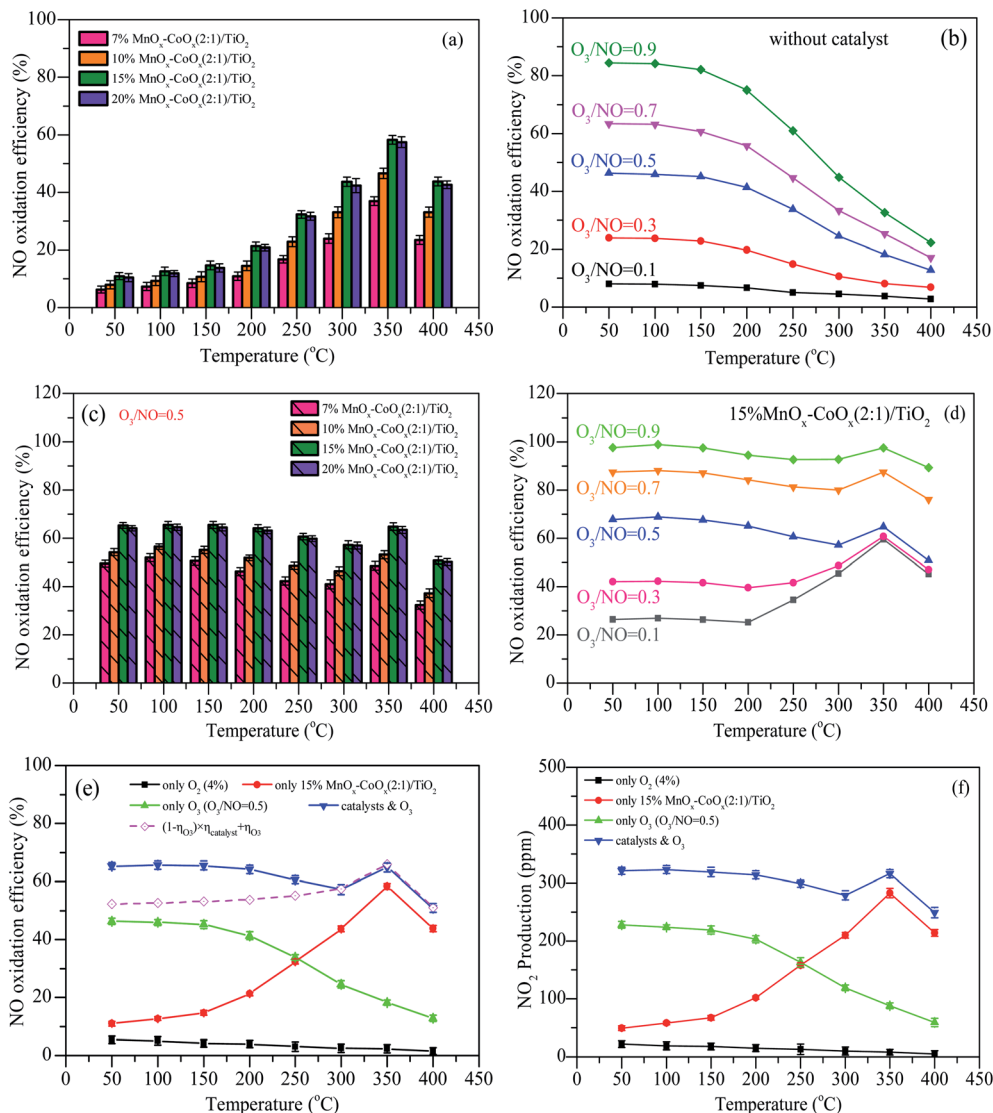 (a)
7% MnOₓ-CoOₓ(2:1)/TiO₂
10% MnOₓ-CoOₓ(2:1)/TiO₂
15% MnOₓ-CoOₓ(2:1)/TiO₂
20% MnOₓ-CoOₓ(2:1)/TiO₂
NO oxidation efficiency (%)
100
80
60
40
20
0
0 50 100 150 200 250 300 350 400 450
Temperature (°C)
(b)
without catalyst
O₃/NO=0.9
O₃/NO=0.7
O₃/NO=0.5
O₃/NO=0.3
O₃/NO=0.1
NO oxidation efficiency (%)
100
80
60
40
20
0
0 50 100 150 200 250 300 350 400 450
Temperature (°C)
(c)
O₃/NO=0.5
7% MnOₓ-CoOₓ(2:1)/TiO₂
10% MnOₓ-CoOₓ(2:1)/TiO₂
15% MnOₓ-CoOₓ(2:1)/TiO₂
20% MnOₓ-CoOₓ(2:1)/TiO₂
NO oxidation efficiency (%)
120
100
80
60
40
20
0
0 50 100 150 200 250 300 350 400 450
Temperature (°C)
15%MnOₓ-CoOₓ(2:1)/TiO₂
(d)
O₃/NO=0.9
O₃/NO=0.7
O₃/NO=0.5
O₃/NO=0.3
O₃/NO=0.1
NO oxidation efficiency (%)
120
100
80
60
40
20
0
0 50 100 150 200 250 300 350 400 450
Temperature (°C)
(e)
only O₂ (4%) only 15% MnOₓ-CoOₓ(2:1)/TiO₂
only O₃ (O₃/NO=0.5) catalysts & O₃
(1-η_O₃)×η_catalyst+η_O₃
NO oxidation efficiency (%)
100
80
60
40
20
0
0 50 100 150 200 250 300 350 400 450
Temperature (°C)
(f)
only O₂ (4%)
only 15% MnOₓ-CoOₓ(2:1)/TiO₂
only O₃ (O₃/NO=0.5)
catalysts & O₃
NO₂ Production (ppm)
500
400
300
200
100
0
0 50 100 150 200 250 300 350 400 450
Temperature (°C)